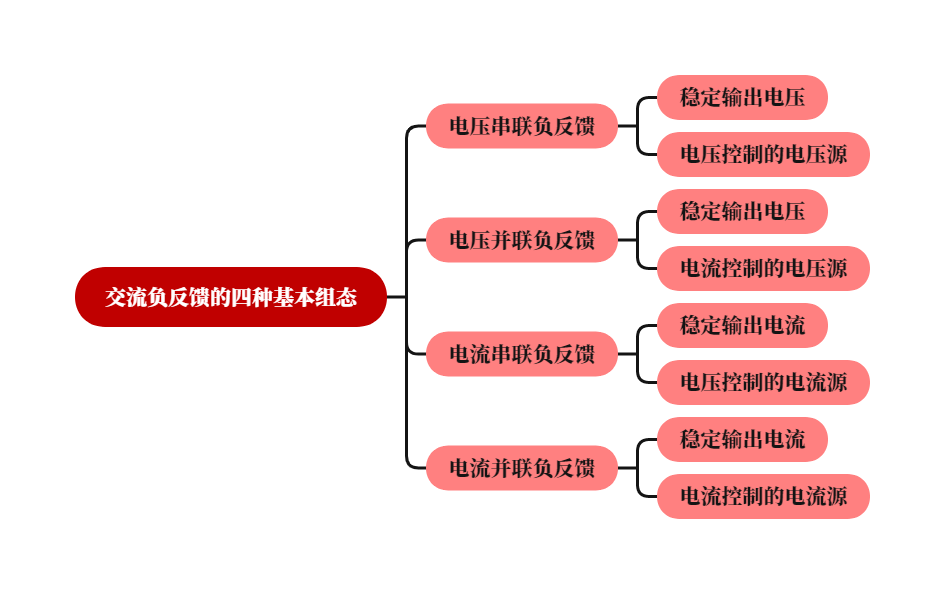 交流负反馈的四种基本组态
电压串联负反馈
稳定输出电压
电压控制的电压源
电压并联负反馈
稳定输出电压
电流控制的电压源
电流串联负反馈
稳定输出电流
电压控制的电流源
电流并联负反馈
稳定输出电流
电流控制的电流源